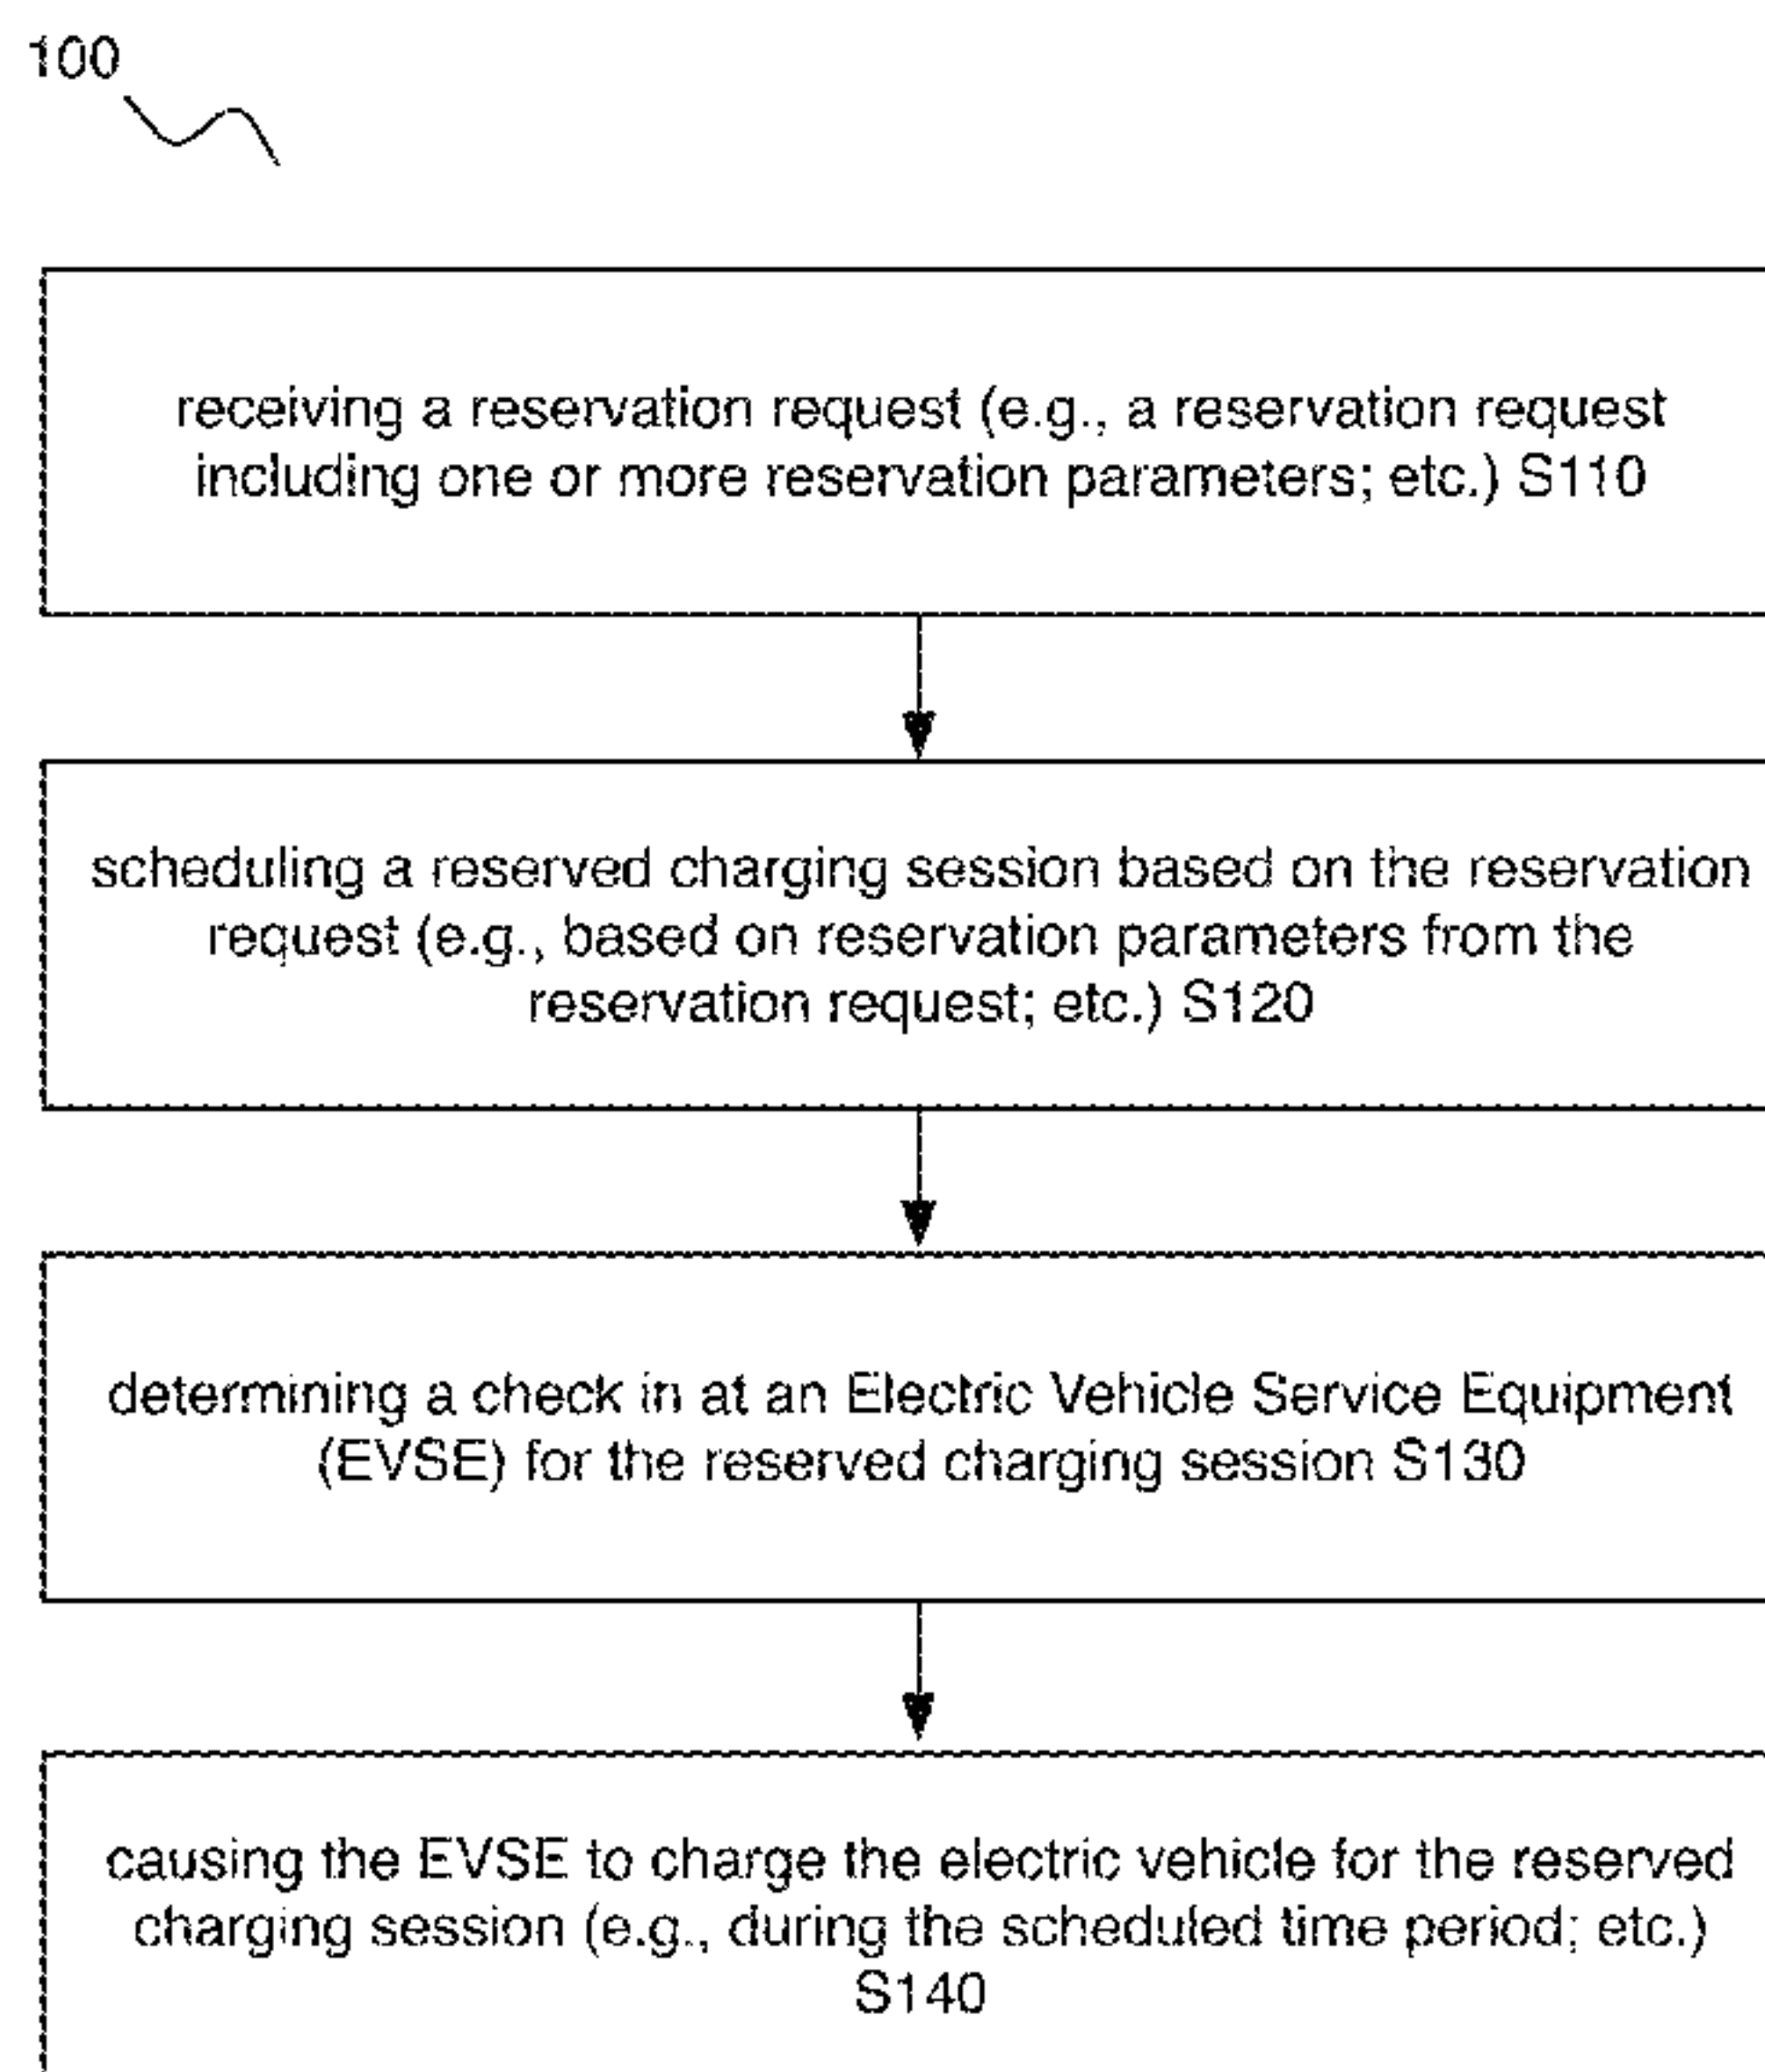 100
receiving a reservation request (e.g., a reservation request
including one or more reservation parameters; etc.) S110
scheduling a reserved charging session based on the reservation
request (e.g., based on reservation parameters from the
reservation request; etc.) S120
determining a check in at an Electric Vehicle Service Equipment
(EVSE) for the reserved charging session S130
causing the EVSE to charge the electric vehicle for the reserved
charging session (e.g., during the scheduled time period; etc.)
S140